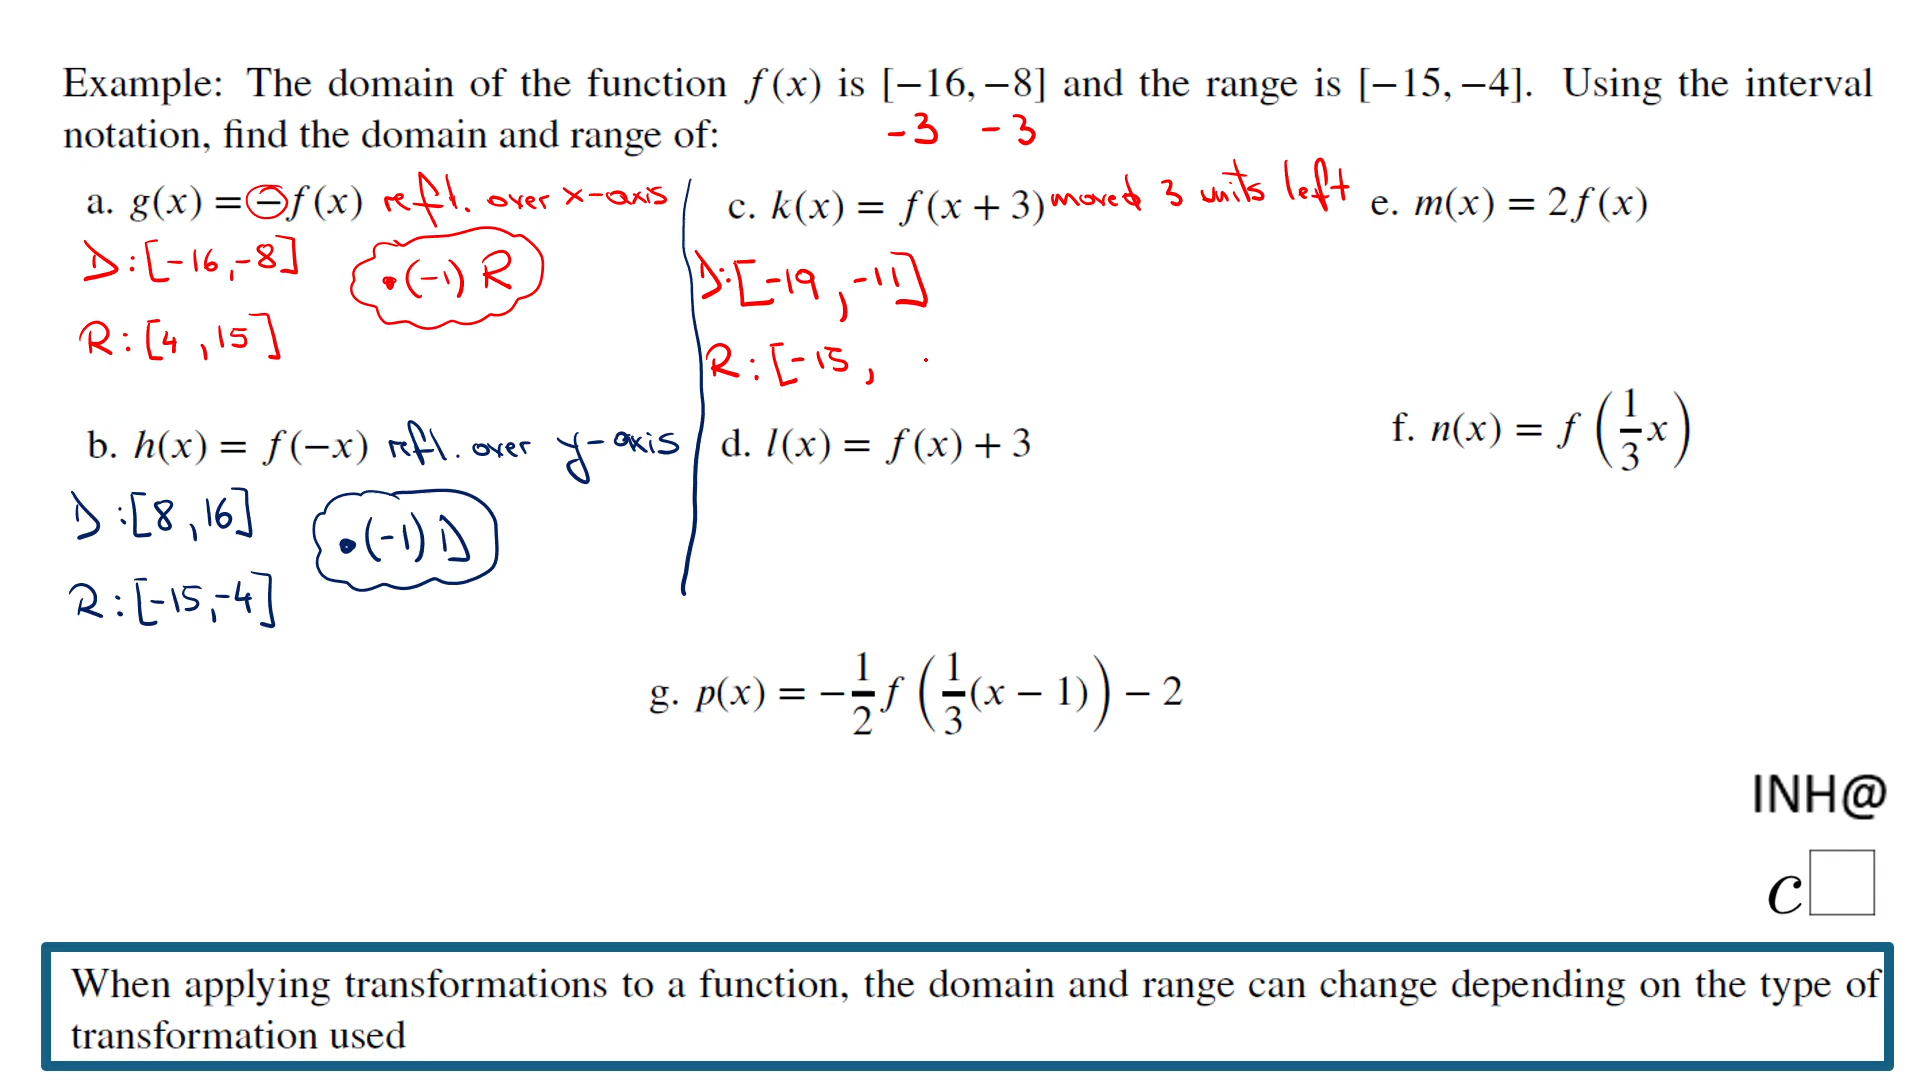 Example: The domain of the function f(x) is [−16, −8] and the range is [−15, −4]. Using the interval
notation, find the domain and range of:
-3 -3
a. g(x) = −f(x) refl. over x-axis
D:[-16,-8]
•(-1) R
R:[4,15]
b. h(x) = f(−x) refl. over y-axis
D:[8,16]
•(-1) D
R:[-15,-4]
c. k(x) = f(x + 3) moved 3 units left
D:[-19,-11]
R:[-15,
d. l(x) = f(x) + 3
e. m(x) = 2f(x)
f. n(x) = f(1/3 x)
g. p(x) = −1/2 f(1/3 (x − 1)) − 2
INH@
c□
When applying transformations to a function, the domain and range can change depending on the type of
transformation used